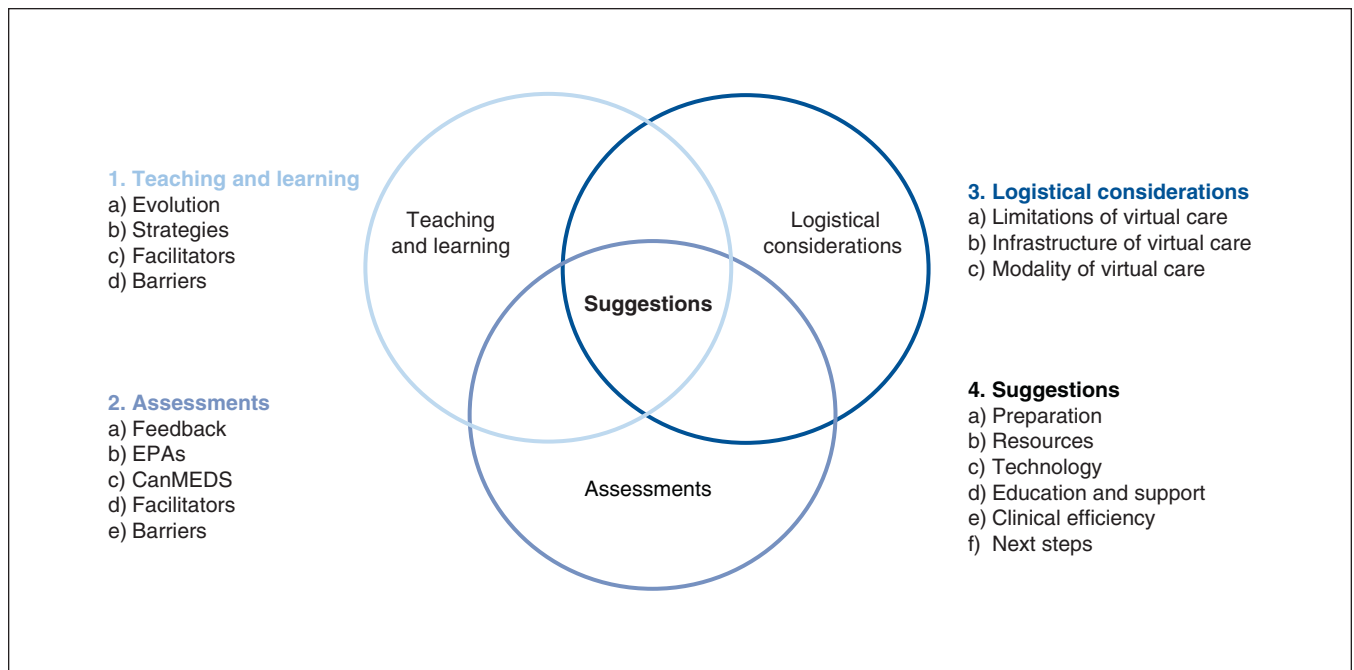 1. Teaching and learning
a) Evolution
b) Strategies
c) Facilitators
d) Barriers
2. Assessments
a) Feedback
b) EPAs
c) CanMEDS
d) Facilitators
e) Barriers
Teaching
and learning
Logistical
considerations
Suggestions
Assessments
3. Logistical considerations
a) Limitations of virtual care
b) Infrastructure of virtual care
c) Modality of virtual care
4. Suggestions
a) Preparation
b) Resources
c) Technology
d) Education and support
e) Clinical efficiency
f) Next steps